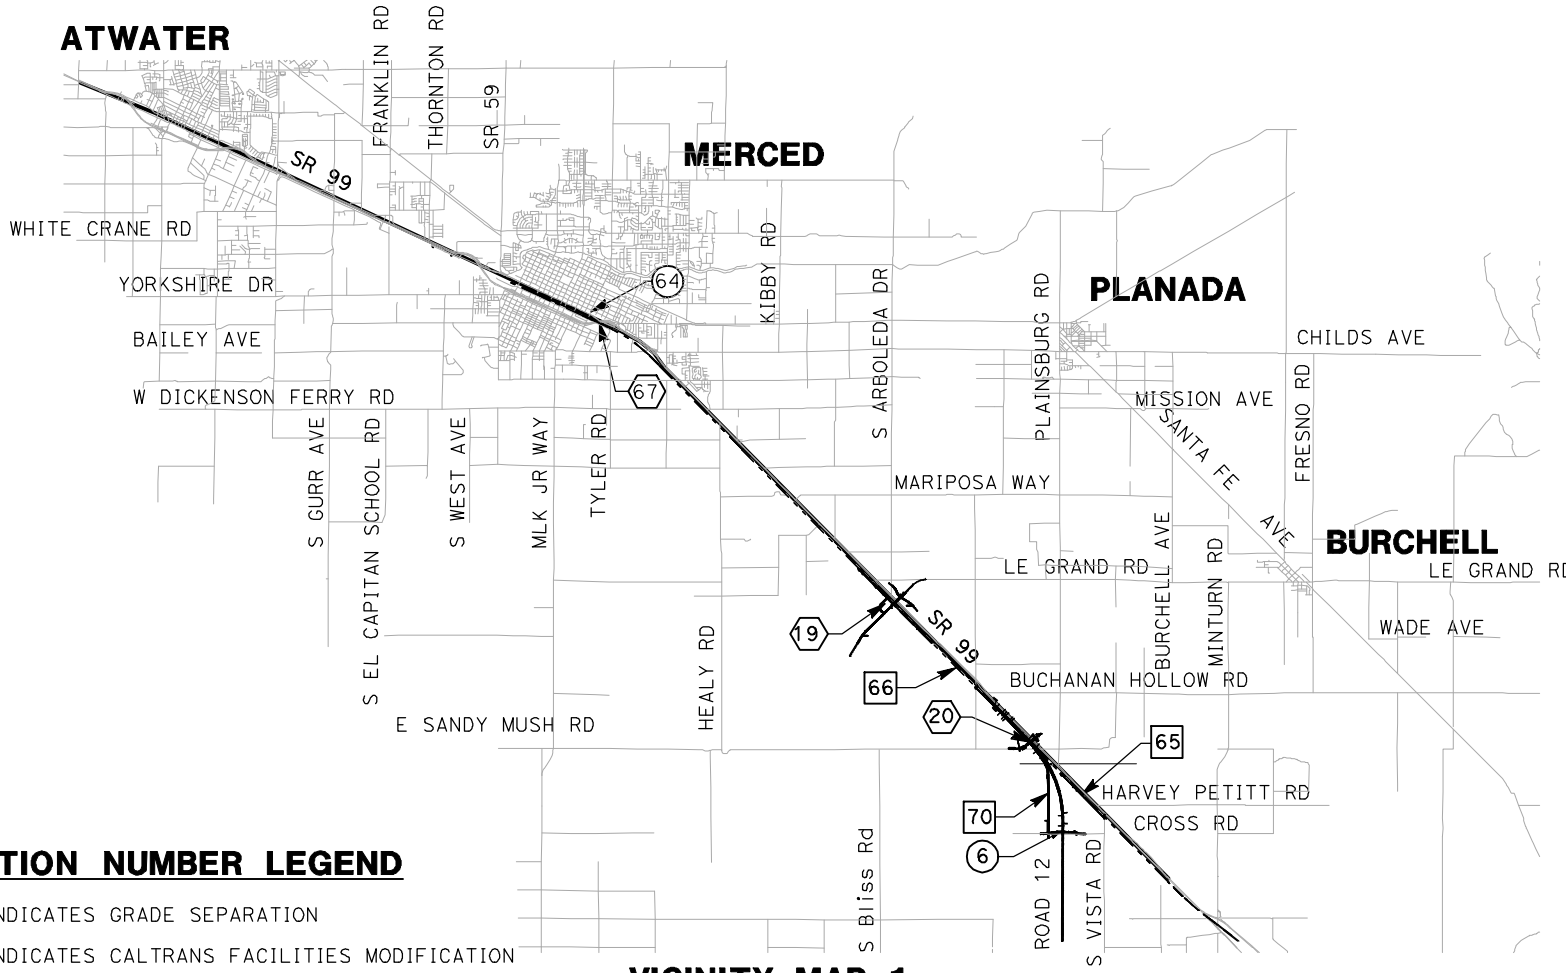 ATWATER
FRANKLIN RD
THORNTON RD
SR 59
MERCED
SR 99
WHITE CRANE RD
KIBBY RD
YORKSHIRE DR
64
S ARBOLEDA DR
PLAINSBURG RD
PLANADA
BAILEY AVE
CHILDS AVE
W DICKENSON FERRY RD
67
MISSION AVE
SANTA FE AVE
FRESNO RD
S GURR AVE
S EL CAPITAN SCHOOL RD
S WEST AVE
MLK JR WAY
TYLER RD
MARIPOSA WAY
BURCHELL AVE
MINTURN RD
BURCHELL
LE GRAND RD
LE GRAND RD
19
SR 99
WADE AVE
HEALY RD
66
BUCHANAN HOLLOW RD
20
E SANDY MUSH RD
65
70
HARVEY PETITT RD
CROSS RD
6
S Bliss Rd
ROAD 12
S VISTA RD
TION NUMBER LEGEND
NDICATES GRADE SEPARATION
NDICATES CALTRANS FACILITIES MODIFICATION
VICINITY MAP 1